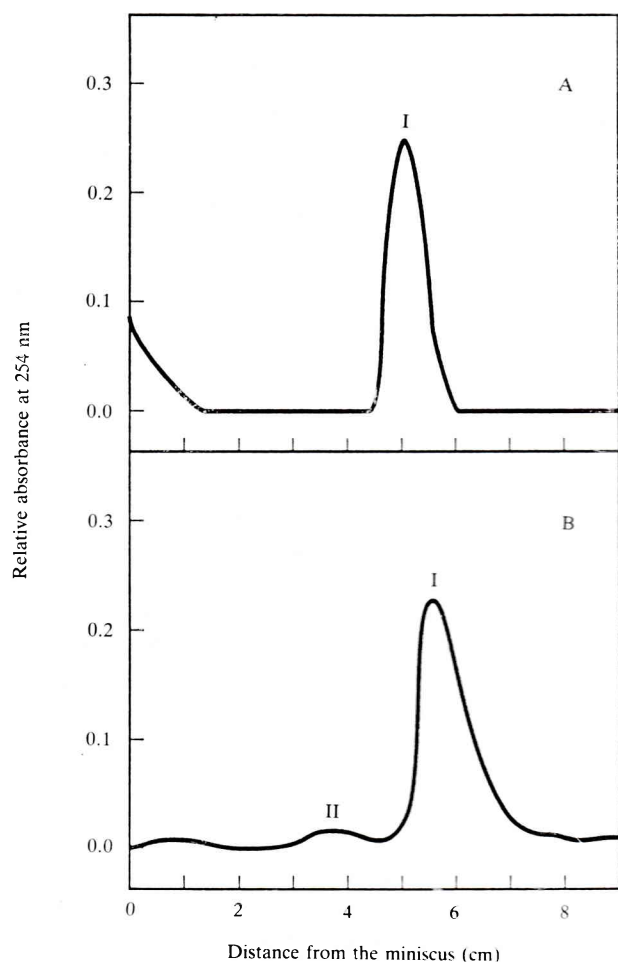 0.3
A
I
0.2
0.1
0.0
Relative absorbance at 254 nm
0.3
B
I
0.2
0.1
II
0.0
0 2 4 6 8
Distance from the miniscus (cm)